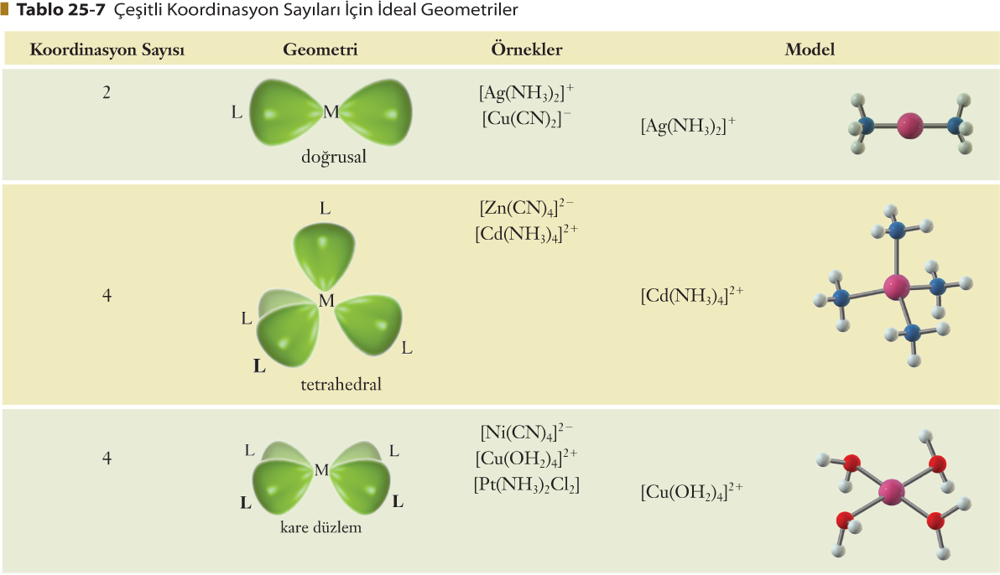 Tablo 25-7 Çeşitli Koordinasyon Sayıları İçin İdeal Geometriler
Koordinasyon Sayısı Geometri Örnekler Model
2
L M
doğrusal
[Ag(NH₃)₂]⁺
[Cu(CN)₂]⁻
[Ag(NH₃)₂]⁺
4
L
M
L
L
L
tetrahedral
[Zn(CN)₄]²⁻
[Cd(NH₃)₄]²⁺
[Cd(NH₃)₄]²⁺
4
L L
M
L L
kare düzlem
[Ni(CN)₄]²⁻
[Cu(OH₂)₄]²⁺
[Pt(NH₃)₂Cl₂]
[Cu(OH₂)₄]²⁺